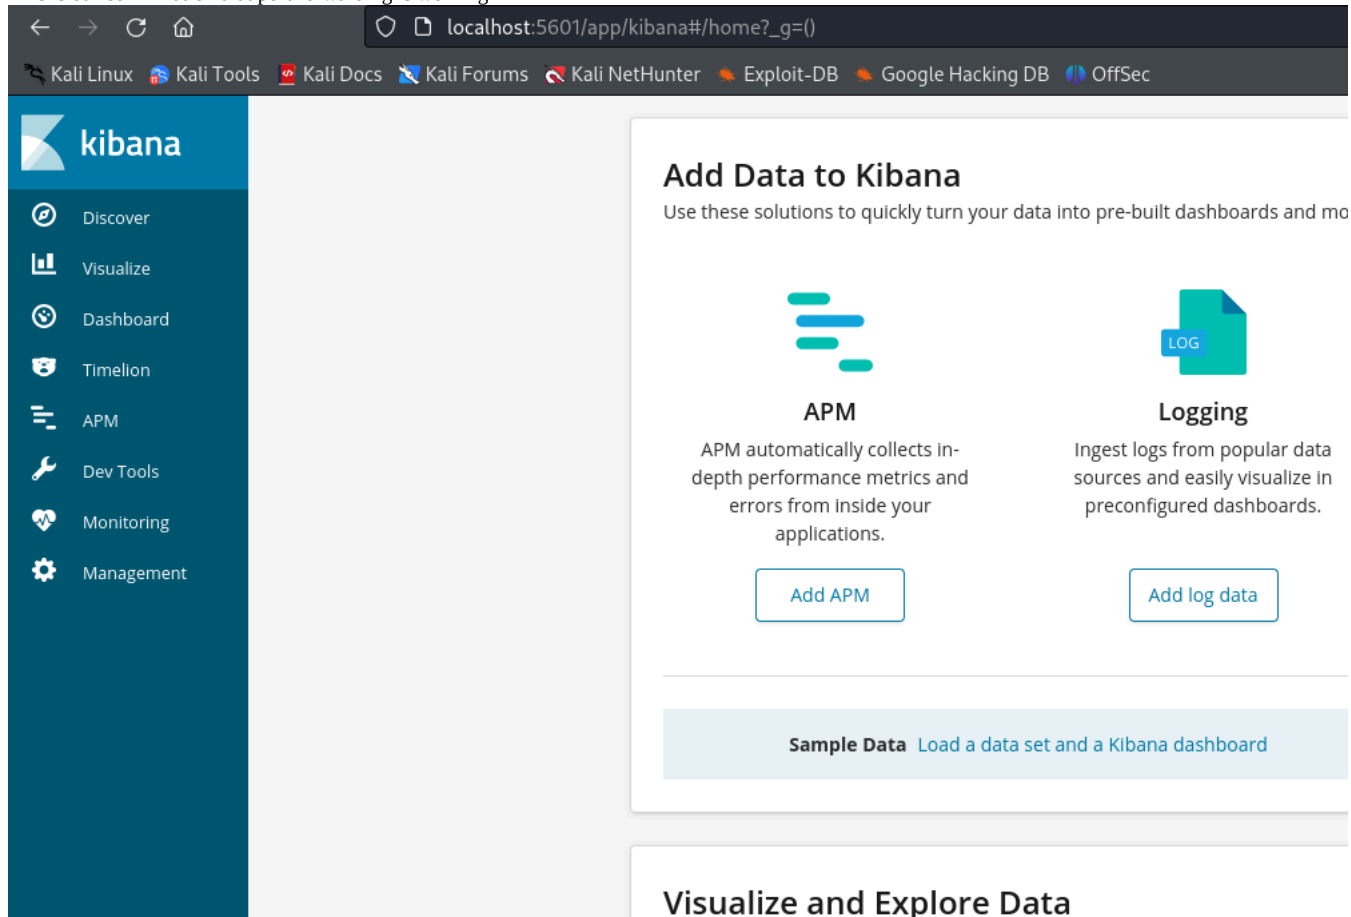 localhost:5601/app/kibana#/home?_g=()
Kali Linux Kali Tools Kali Docs Kali Forums Kali NetHunter Exploit-DB Google Hacking DB OffSec
kibana
Discover
Visualize
Dashboard
Timelion
APM
Dev Tools
Monitoring
Management
Add Data to Kibana
Use these solutions to quickly turn your data into pre-built dashboards and mo
APM
APM automatically collects in-
depth performance metrics and
errors from inside your
applications.
Add APM
LOG
Logging
Ingest logs from popular data
sources and easily visualize in
preconfigured dashboards.
Add log data
Sample Data Load a data set and a Kibana dashboard
Visualize and Explore Data